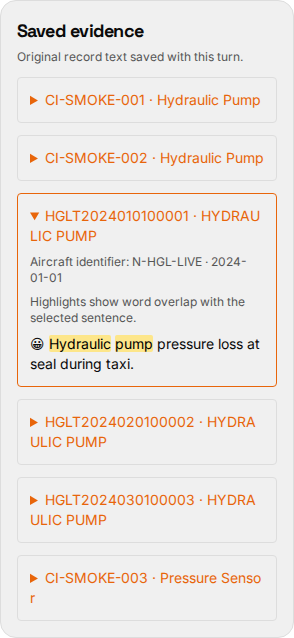 Saved evidence
Original record text saved with this turn.
▶ CI-SMOKE-001 · Hydraulic Pump
▶ CI-SMOKE-002 · Hydraulic Pump
▼ HGLT2024010100001 · HYDRAU
LIC PUMP
Aircraft identifier: N-HGL-LIVE · 2024-
01-01
Highlights show word overlap with the
selected sentence.
😀 Hydraulic pump pressure loss at
seal during taxi.
▶ HGLT2024020100002 · HYDRA
ULIC PUMP
▶ HGLT2024030100003 · HYDRA
ULIC PUMP
▶ CI-SMOKE-003 · Pressure Senso
r